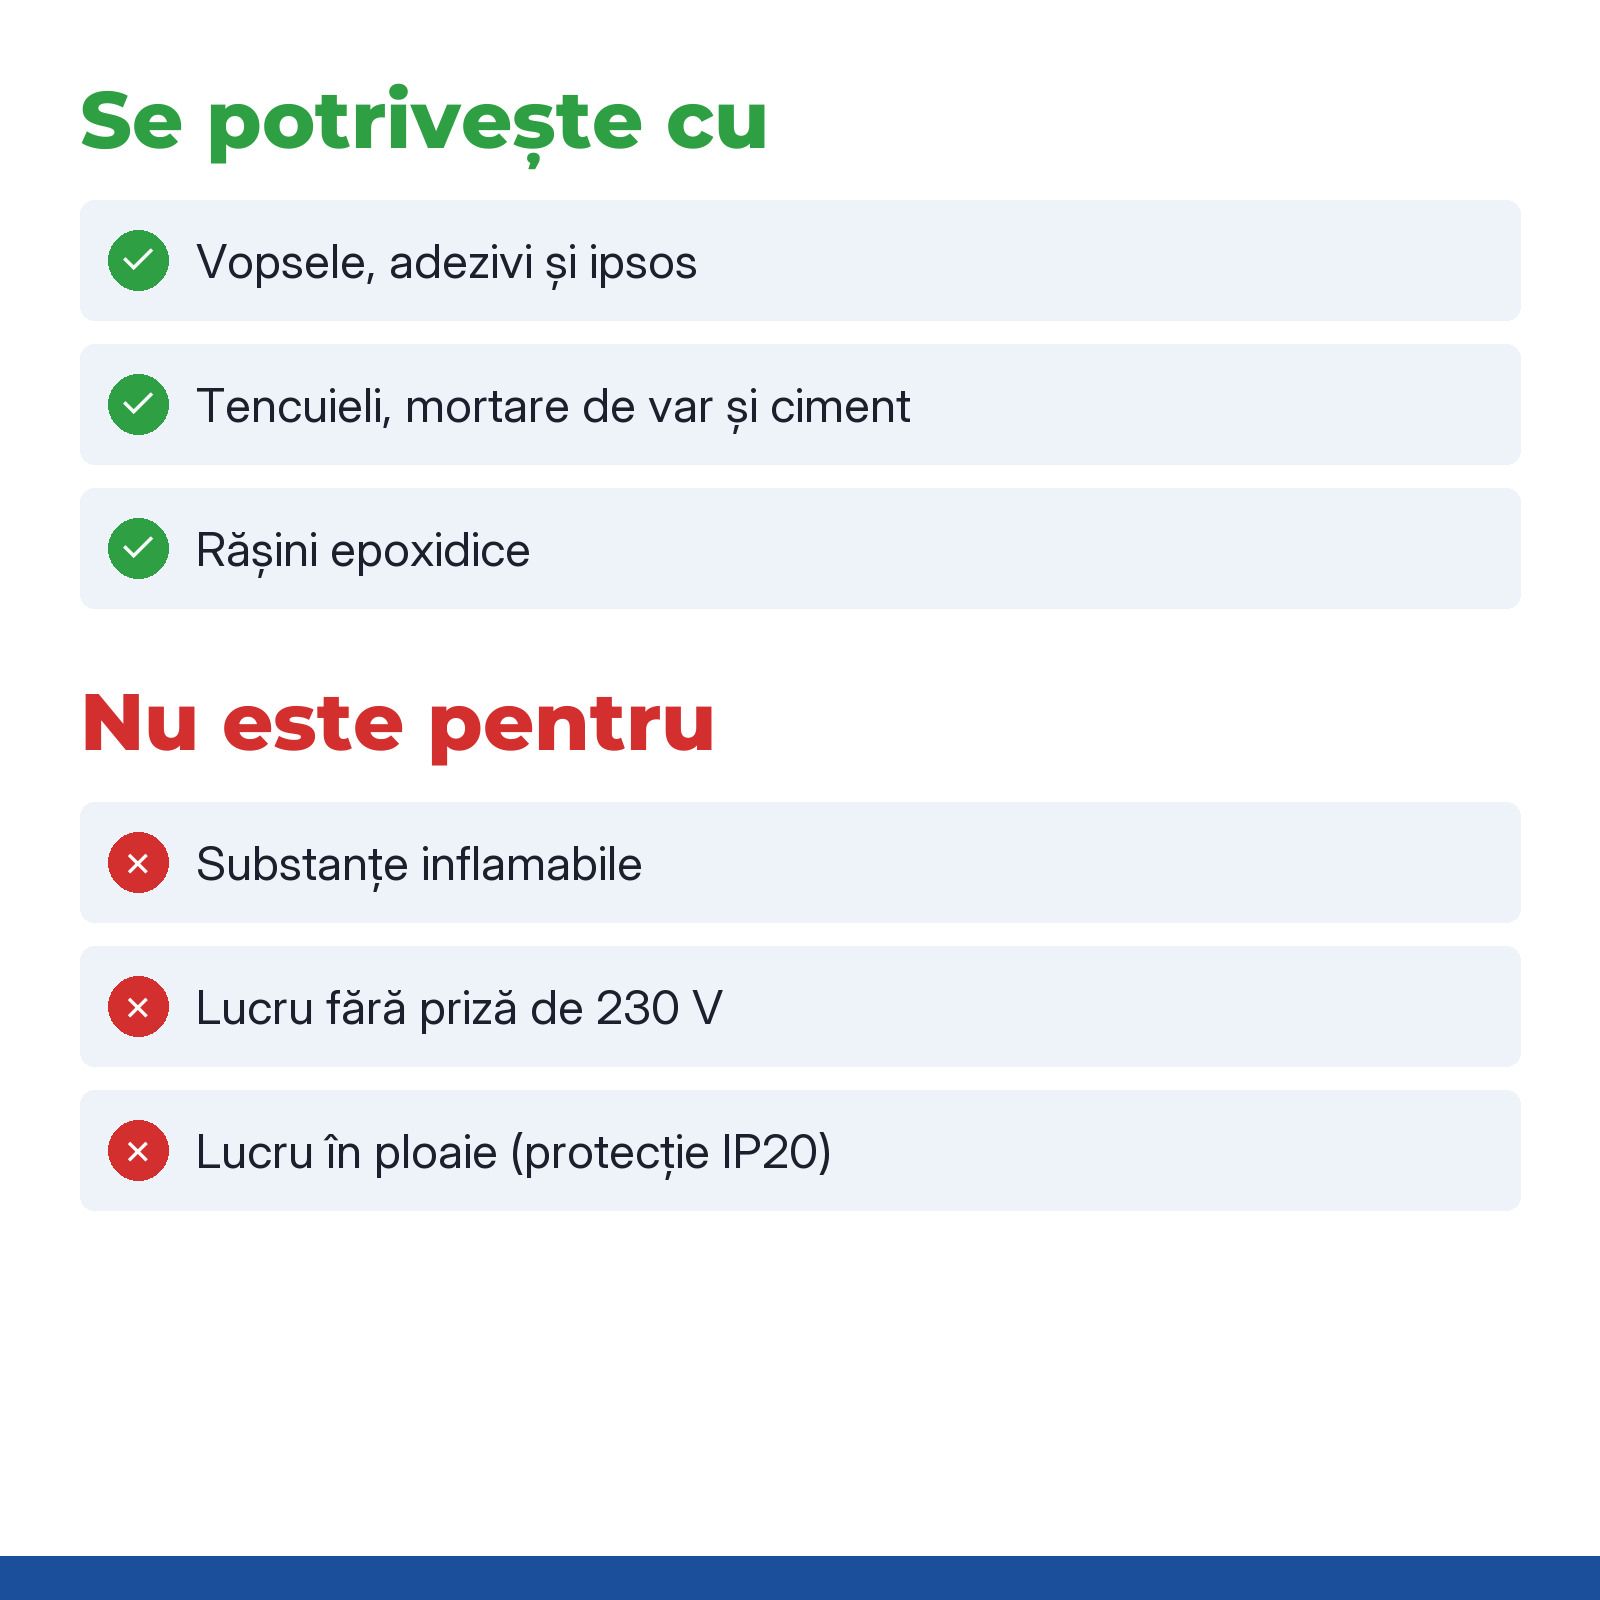 Se potrivește cu
Vopsele, adezivi și ipsos
Tencuieli, mortare de var și ciment
Rășini epoxidice
Nu este pentru
Substanțe inflamabile
Lucru fără priză de 230 V
Lucru în ploaie (protecție IP20)